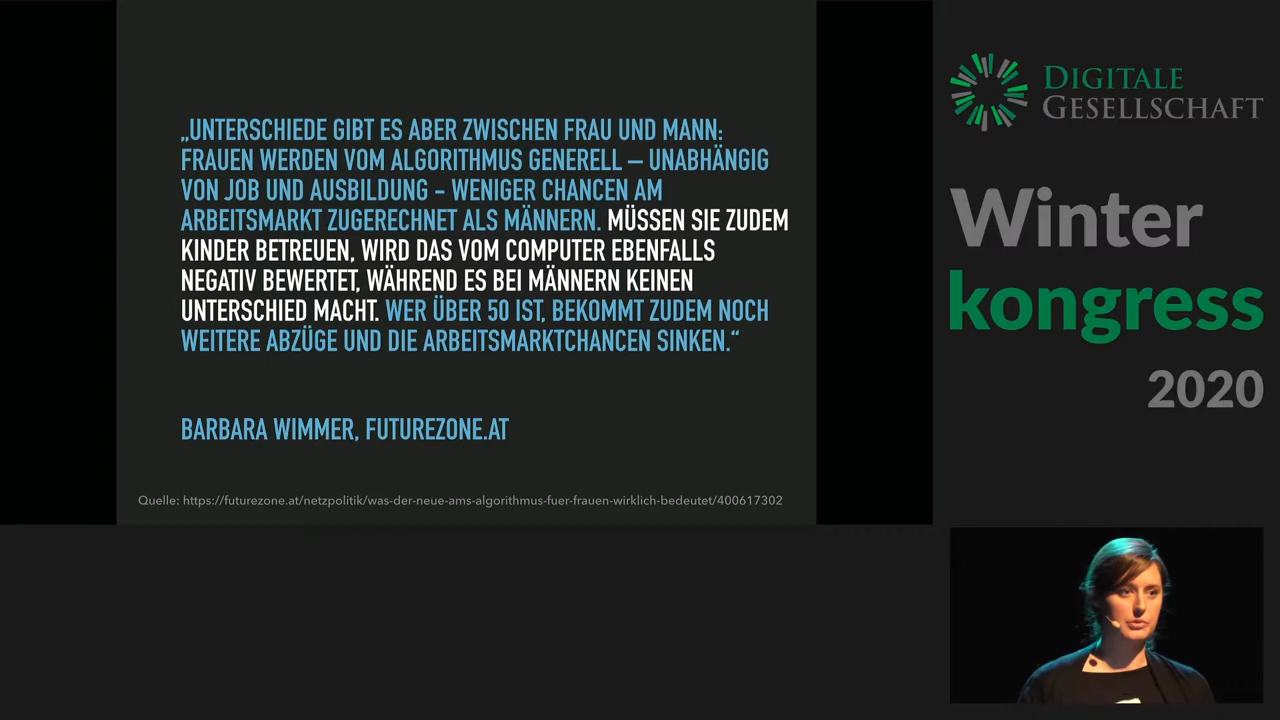 „UNTERSCHIEDE GIBT ES ABER ZWISCHEN FRAU UND MANN:
FRAUEN WERDEN VOM ALGORITHMUS GENERELL – UNABHÄNGIG
VON JOB UND AUSBILDUNG - WENIGER CHANCEN AM
ARBEITSMARKT ZUGERECHNET ALS MÄNNERN. MÜSSEN SIE ZUDEM
KINDER BETREUEN, WIRD DAS VOM COMPUTER EBENFALLS
NEGATIV BEWERTET, WÄHREND ES BEI MÄNNERN KEINEN
UNTERSCHIED MACHT. WER ÜBER 50 IST, BEKOMMT ZUDEM NOCH
WEITERE ABZÜGE UND DIE ARBEITSMARKTCHANCEN SINKEN.“
BARBARA WIMMER, FUTUREZONE.AT
Quelle: https://futurezone.at/netzpolitik/was-der-neue-ams-algorithmus-fuer-frauen-wirklich-bedeutet/400617302
DIGITALE
GESELLSCHAFT
Winter
kongress
2020